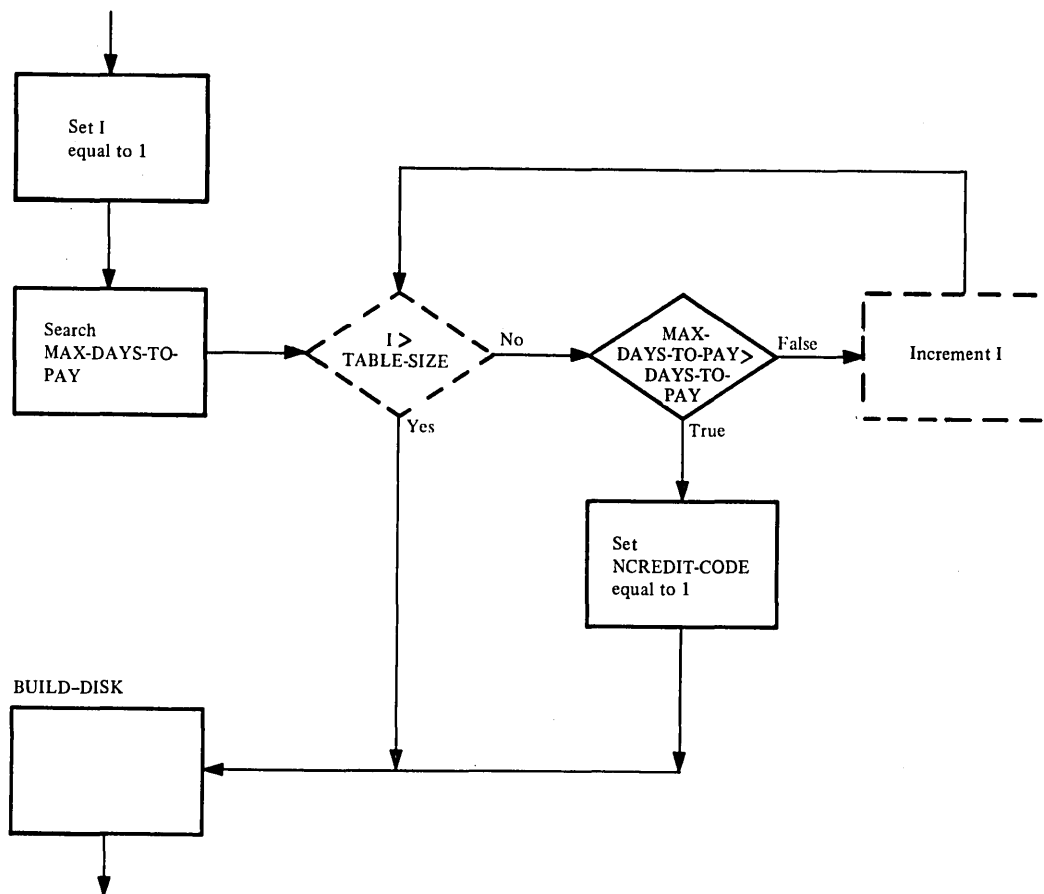 Set I
equal to 1
Search
MAX-DAYS-TO-
PAY
I >
TABLE-SIZE
No
Yes
MAX-
DAYS-TO-PAY >
DAYS-TO-
PAY
False
True
Increment I
Set
NCREDIT-CODE
equal to 1
BUILD-DISK